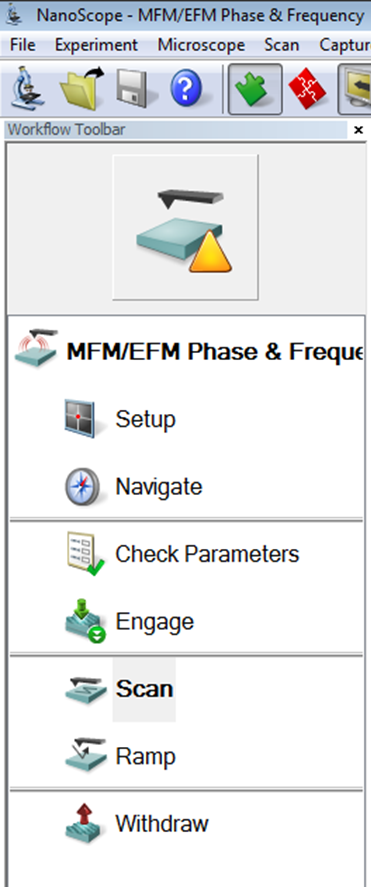 NanoScope - MFM/EFM Phase & Frequency
File Experiment Microscope Scan Captur
Workflow Toolbar
MFM/EFM Phase & Freque
Setup
Navigate
Check Parameters
Engage
Scan
Ramp
Withdraw